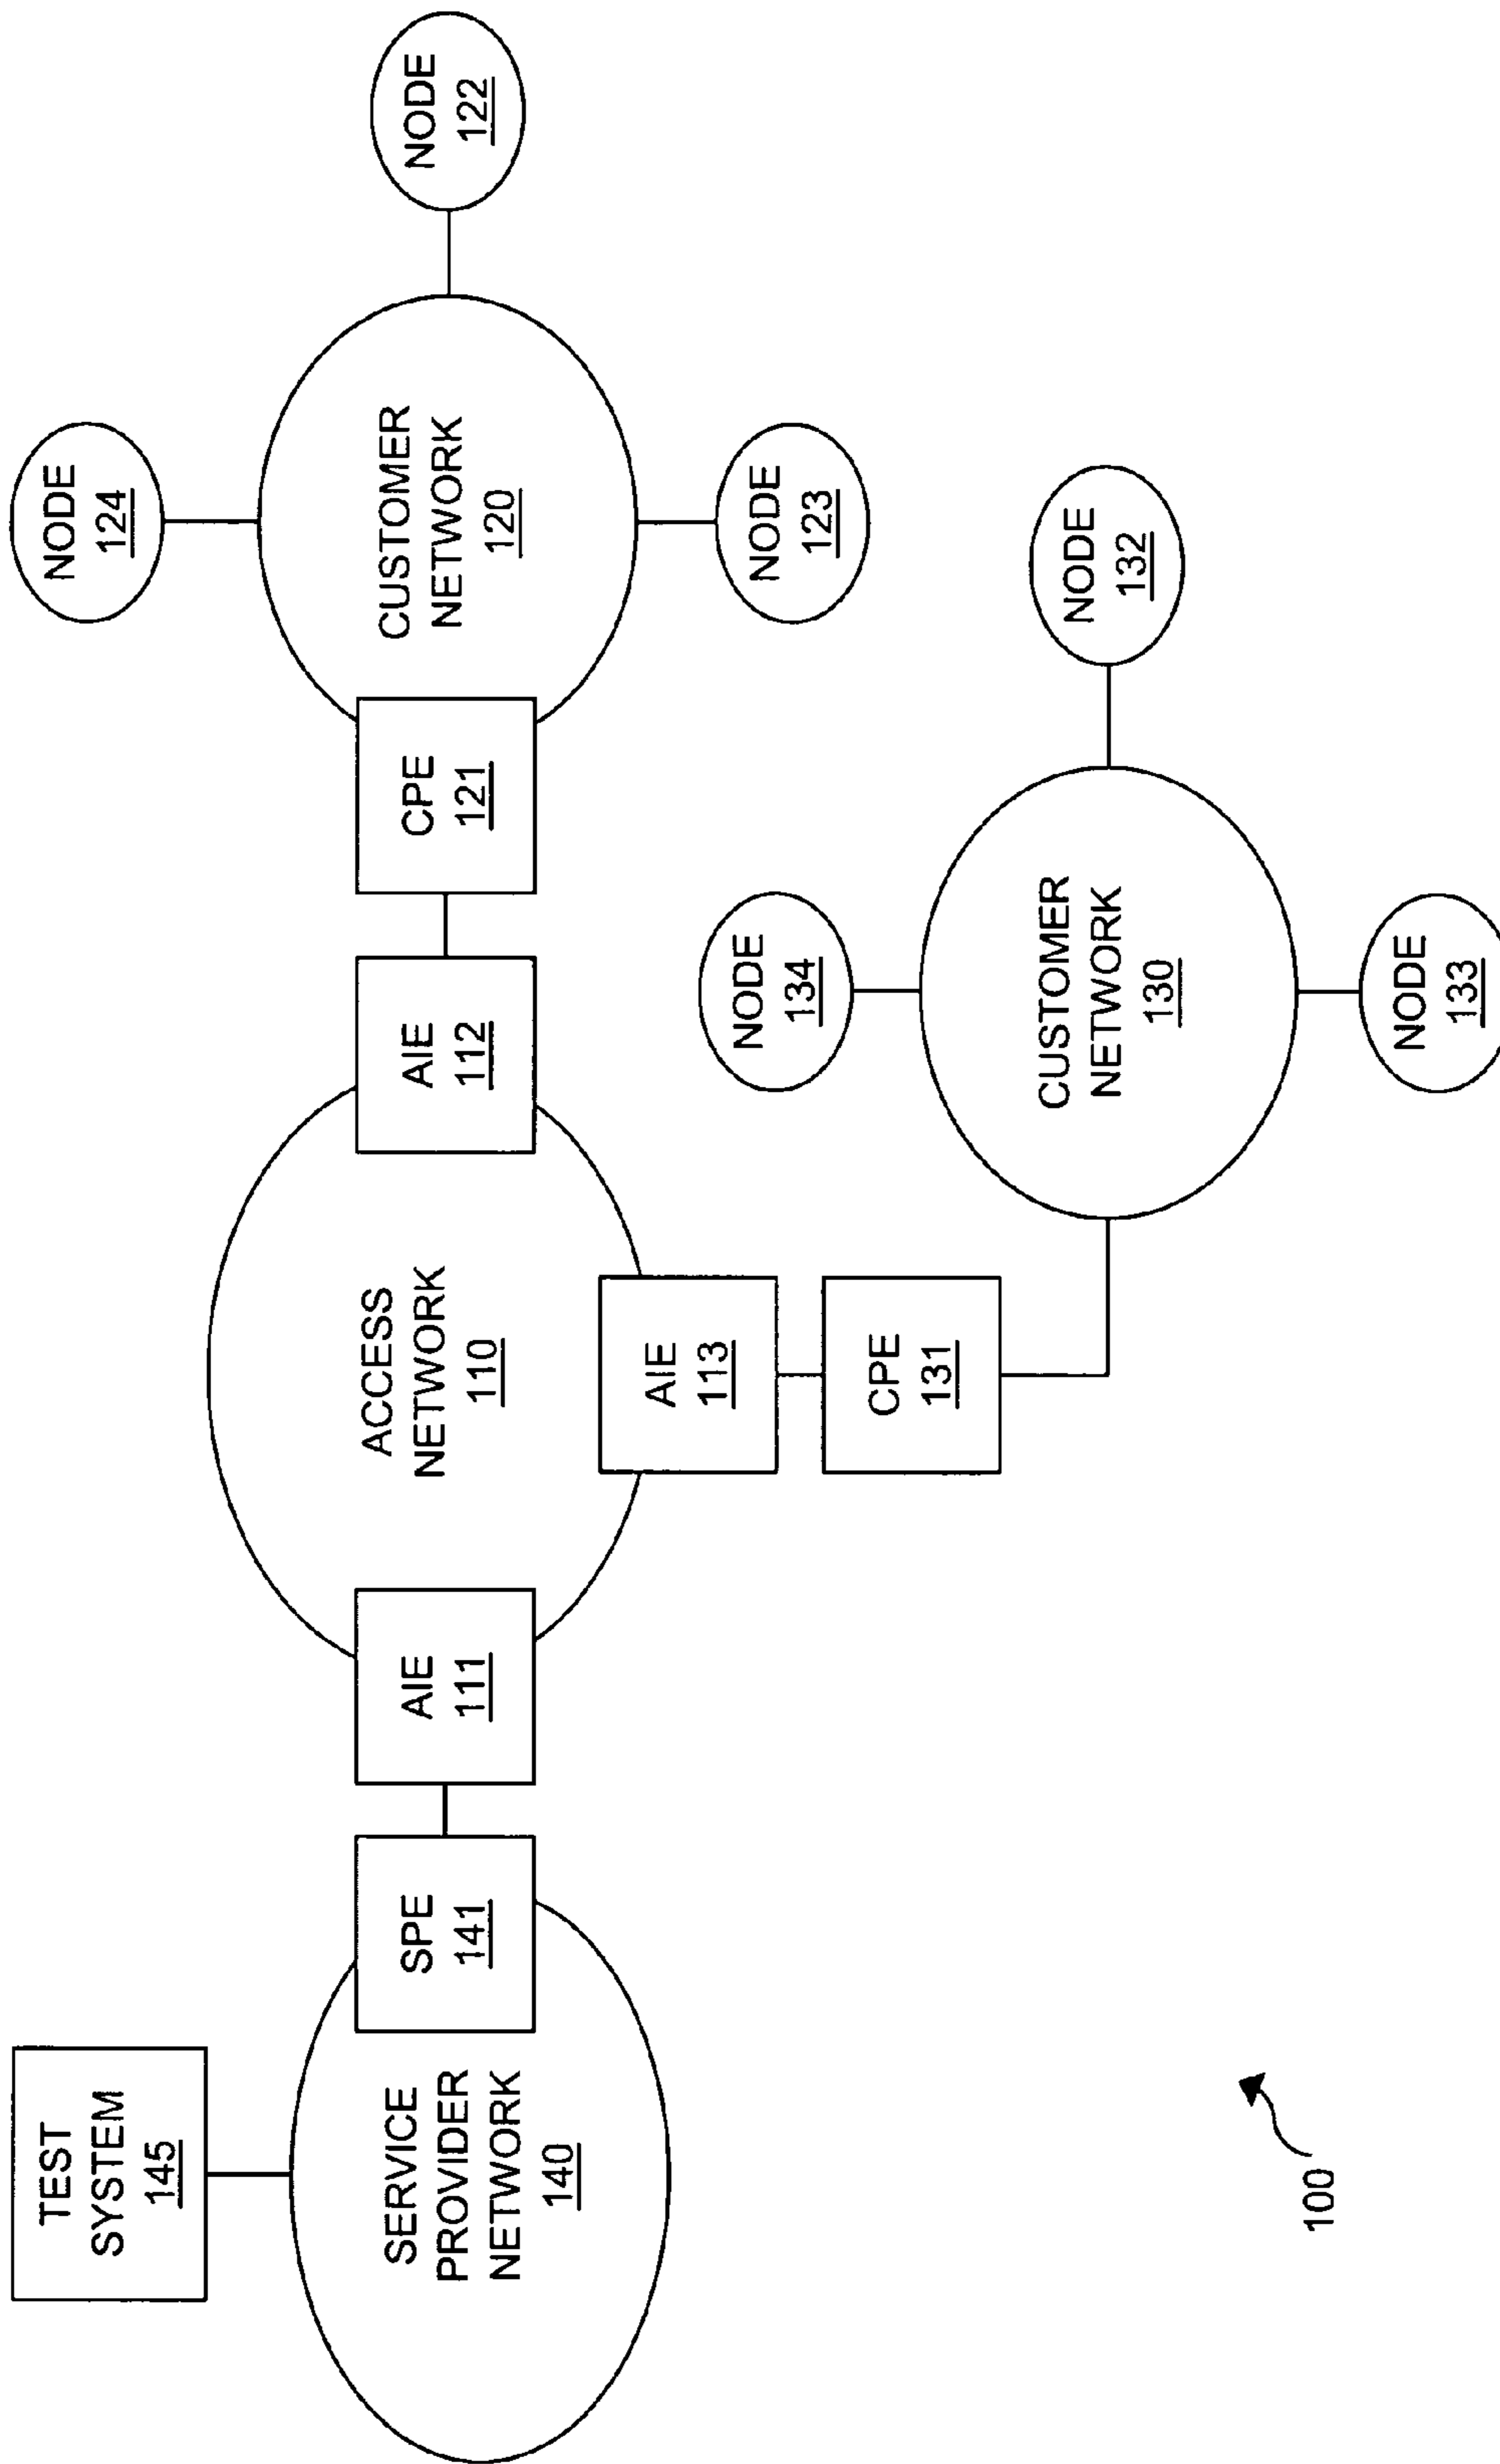 TEST
SYSTEM
145
SERVICE
PROVIDER
NETWORK
140
SPE
141
AIE
111
ACCESS
NETWORK
110
AIE
112
AIE
113
CPE
121
CUSTOMER
NETWORK
120
NODE
124
NODE
122
NODE
123
CPE
131
CUSTOMER
NETWORK
130
NODE
134
NODE
132
NODE
133
100